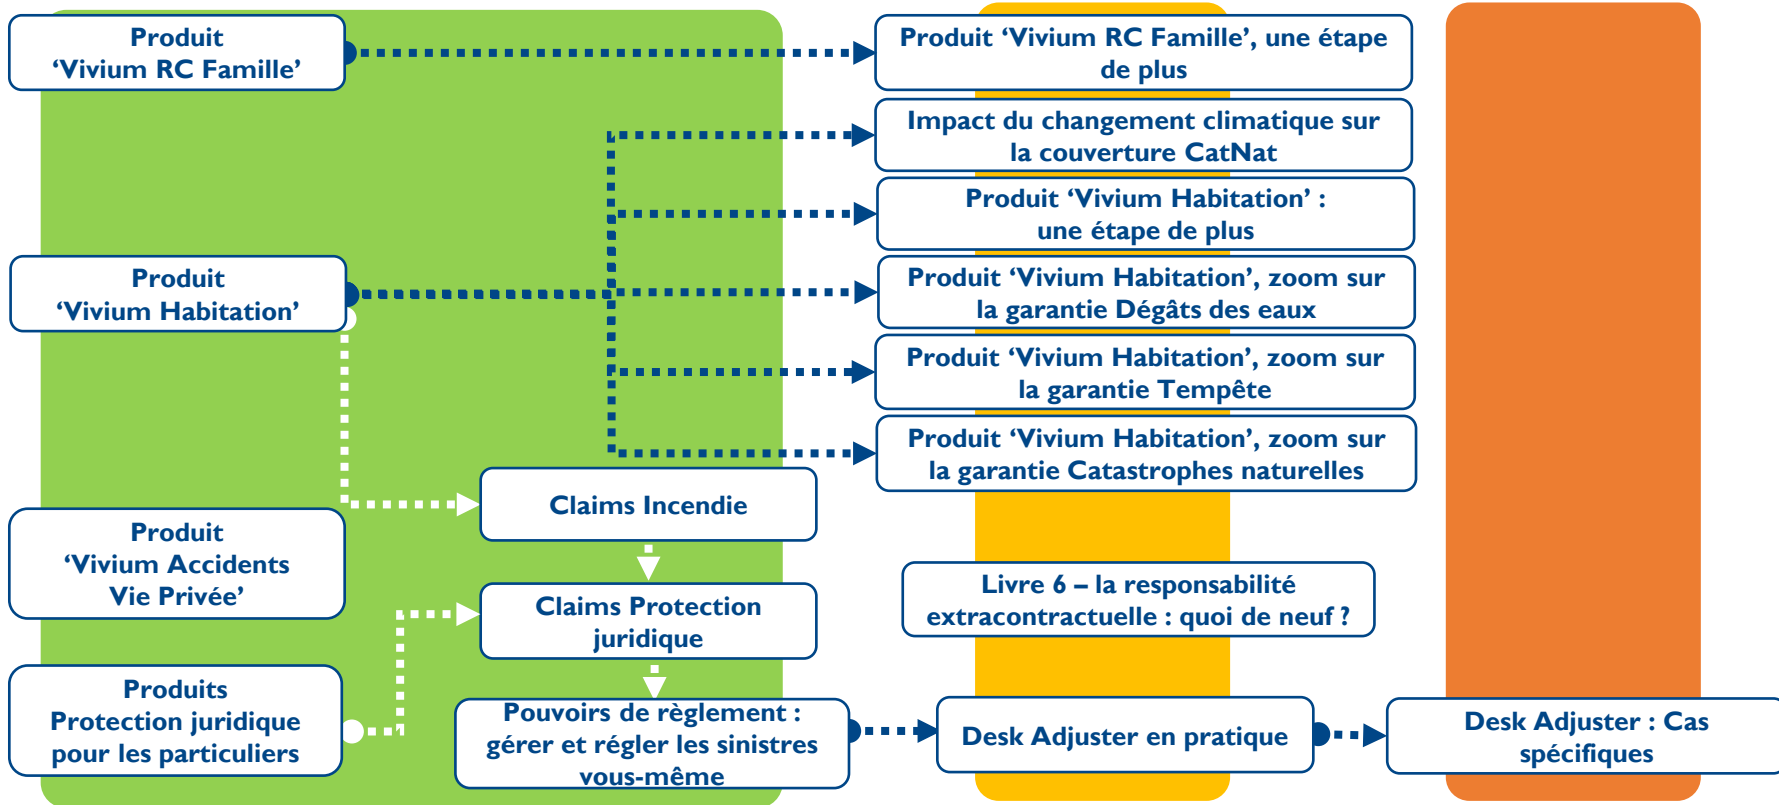 Produit
‘Vivium RC Famille’
Produit ‘Vivium RC Famille’, une étape
de plus
Impact du changement climatique sur
la couverture CatNat
Produit ‘Vivium Habitation’ :
une étape de plus
Produit
‘Vivium Habitation’
Produit ‘Vivium Habitation’, zoom sur
la garantie Dégâts des eaux
Produit ‘Vivium Habitation’, zoom sur
la garantie Tempête
Produit ‘Vivium Habitation’, zoom sur
la garantie Catastrophes naturelles
Claims Incendie
Produit
‘Vivium Accidents
Vie Privée’
Claims Protection
juridique
Livre 6 – la responsabilité
extracontractuelle : quoi de neuf ?
Produits
Protection juridique
pour les particuliers
Pouvoirs de règlement :
gérer et régler les sinistres
vous-même
Desk Adjuster en pratique
Desk Adjuster : Cas
spécifiques